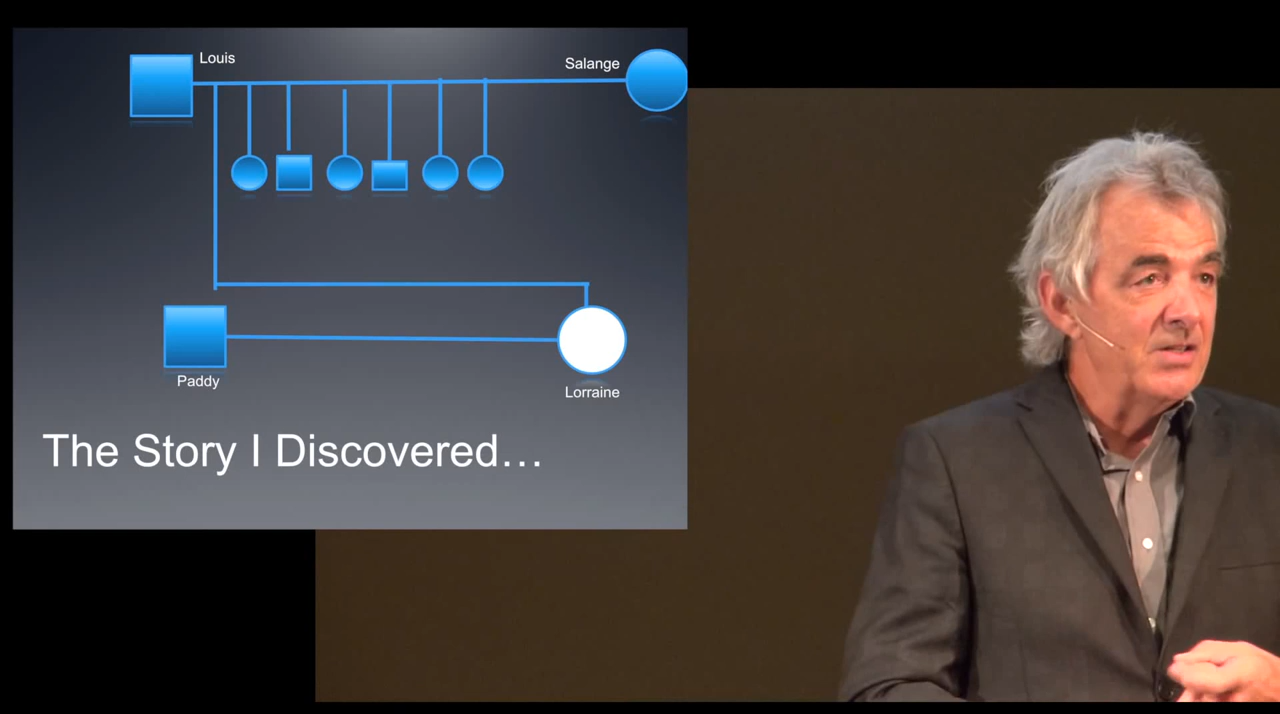 Louis
Salange
Paddy
Lorraine
The Story I Discovered…